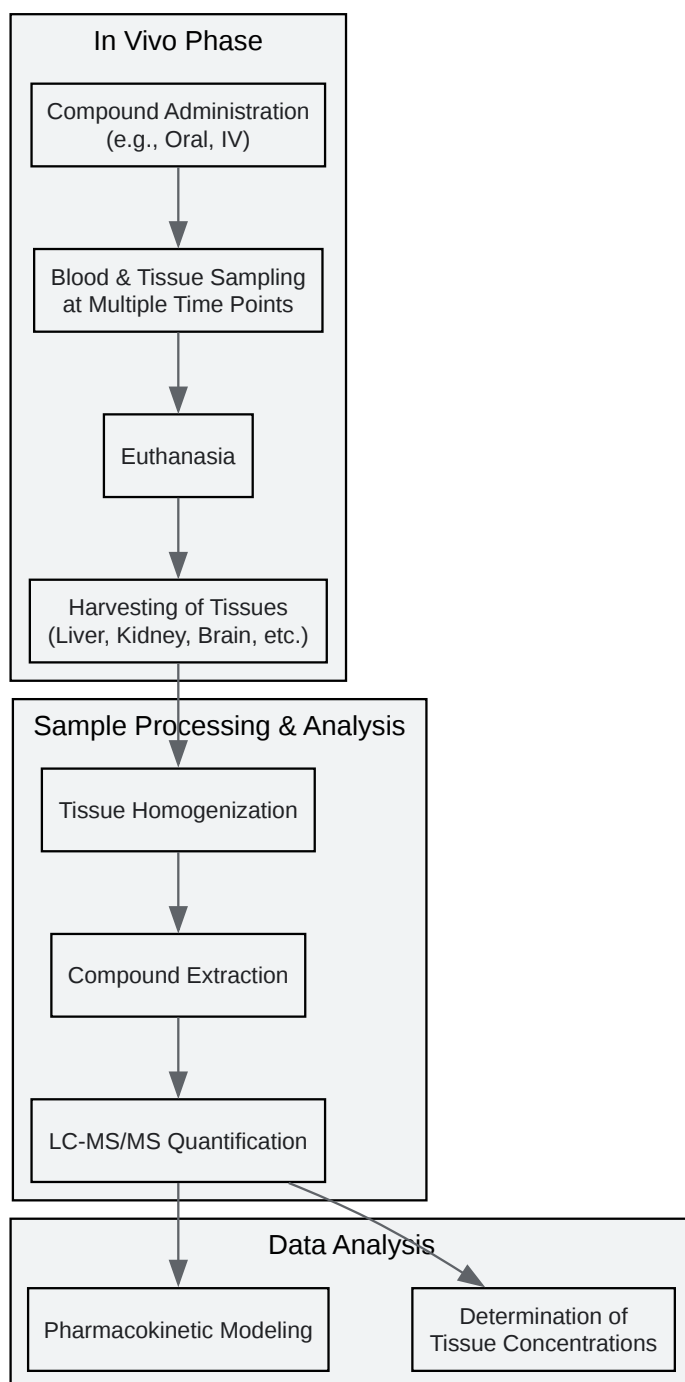 In Vivo Phase
Compound Administration
(e.g., Oral, IV)
Blood & Tissue Sampling
at Multiple Time Points
Euthanasia
Harvesting of Tissues
(Liver, Kidney, Brain, etc.)
Sample Processing & Analysis
Tissue Homogenization
Compound Extraction
LC-MS/MS Quantification
Data Analysis
Pharmacokinetic Modeling
Determination of
Tissue Concentrations